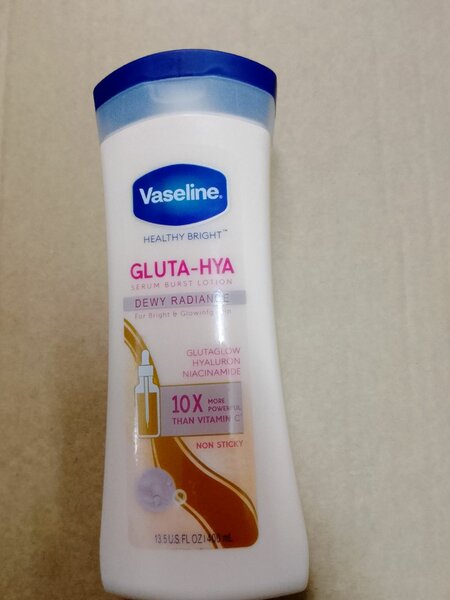 Vaseline.
HEALTHY BRIGHT™
GLUTA-HYA
SERUM BURST LOTION
DEWY RADIANCE
For Bright & Glowing Skin
GLUTAGLOW
HYALURON
NIACINAMIDE
10X MORE
POWERFUL
THAN VITAMIN C*
NON STICKY
13.5 U.S. FL OZ | 400 mL